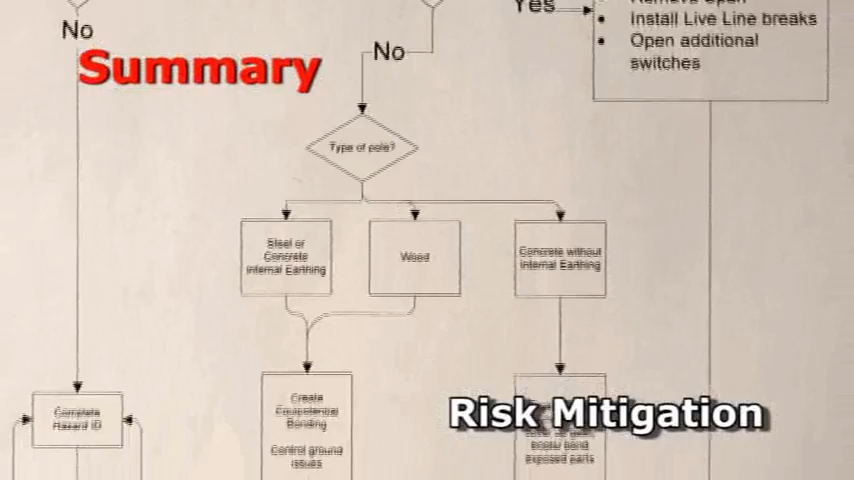 Yes
Install Live Line breaks
Open additional
switches
No
No
Summary
Type of pole?
Steel or
Concrete
Internal Earthing
Wood
Concrete without
Internal Earthing
Complete
Hazard ID
Create
Equipotential
Bonding
Control ground
issues
Risk Mitigation
exposed parts